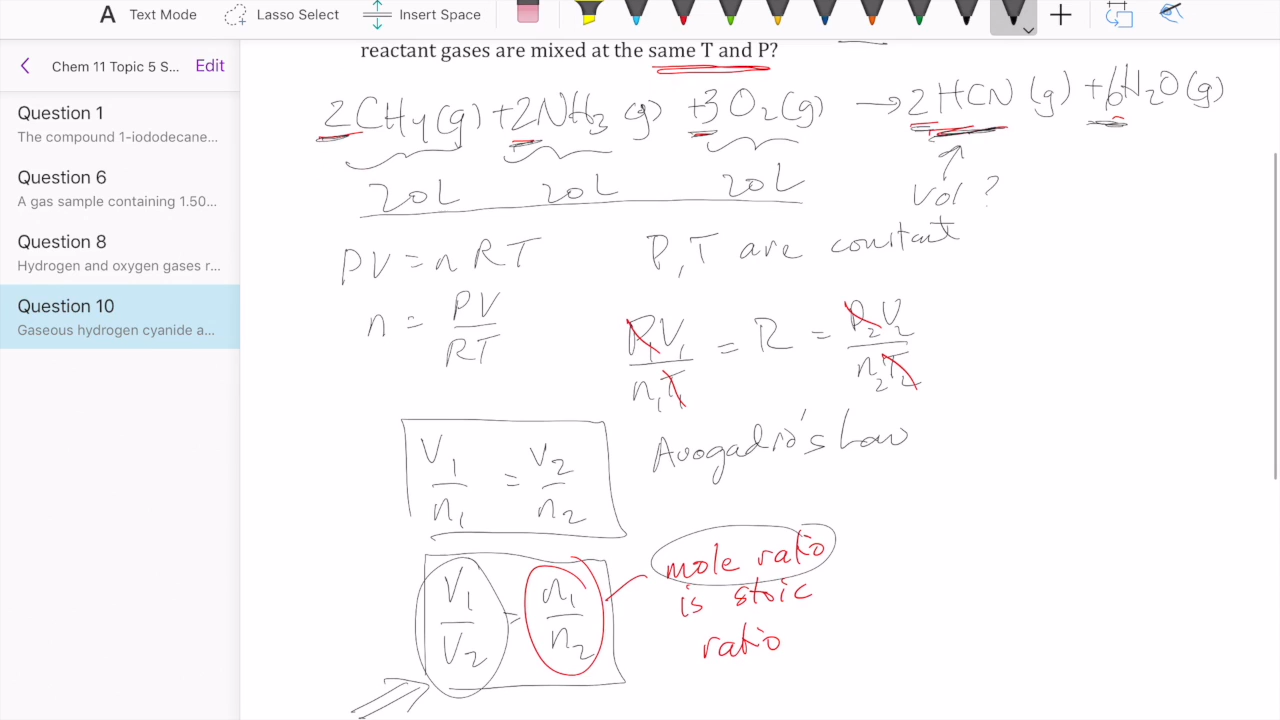 Text Mode
Lasso Select
Insert Space
Chem 11 Topic 5 S...
Edit
Question 1
The compound 1-iododecane...
Question 6
A gas sample containing 1.50...
Question 8
Hydrogen and oxygen gases r...
Question 10
Gaseous hydrogen cyanide a...
reactant gases are mixed at the same T and P?
2CH4(g) + 2NH3(g) + 3O2(g) → 2HCN(g) + 6H2O(g)
20L 20L 20L Vol?
PV = nRT P, T are constant
n = PV/RT
P1V1/n1T1 = R = P2V2/n2T2
V1/n1 = V2/n2 Avogadro's Law
V1/V2 = n1/n2
mole ratio
is stoic
ratio